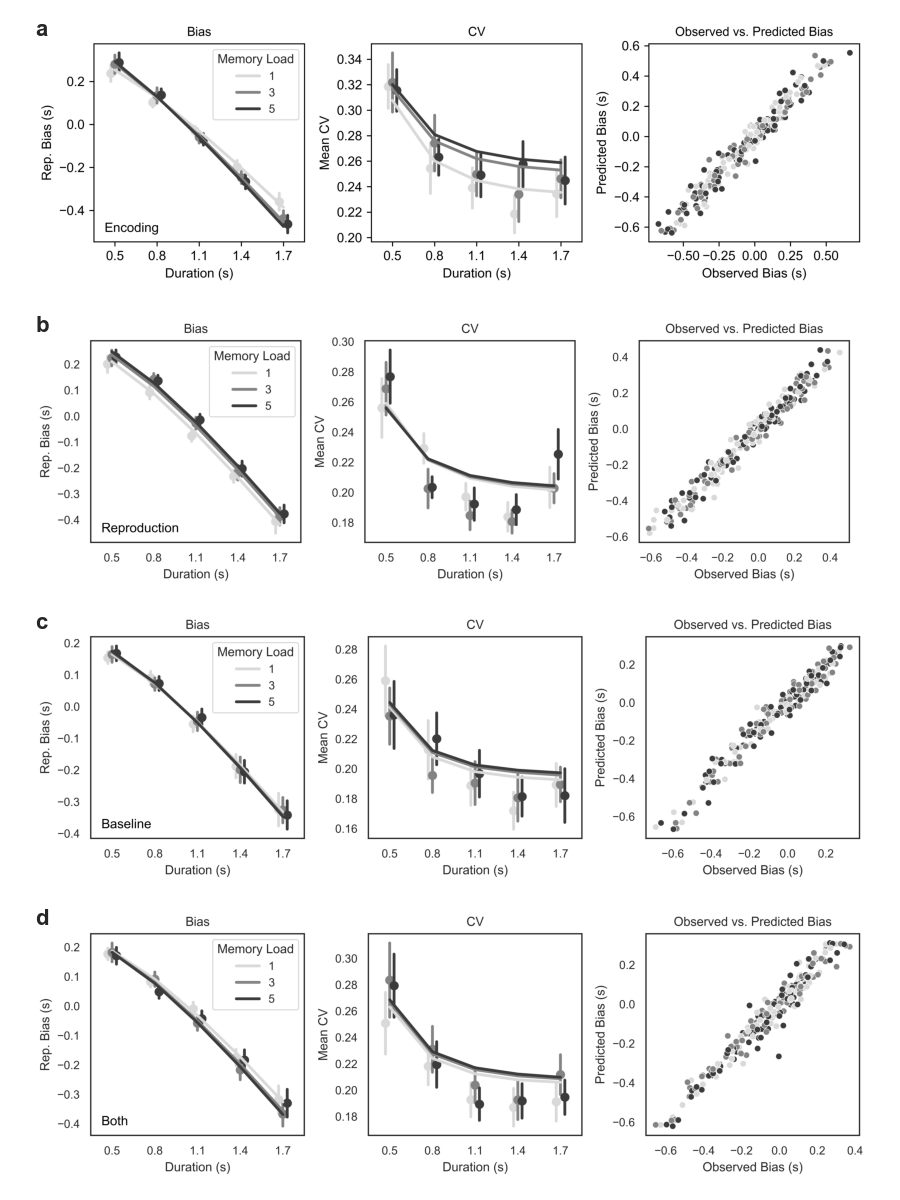 a
Bias
CV
Observed vs. Predicted Bias
Rep. Bias (s)
0.2
0.0
−0.2
−0.4
Memory Load
1
3
5
Encoding
0.5 0.8 1.1 1.4 1.7
Duration (s)
Mean CV
0.34
0.32
0.30
0.28
0.26
0.24
0.22
0.20
0.5 0.8 1.1 1.4 1.7
Duration (s)
Predicted Bias (s)
0.6
0.4
0.2
0.0
−0.2
−0.4
−0.6
−0.50 −0.25 0.00 0.25 0.50
Observed Bias (s)
b
Bias
CV
Observed vs. Predicted Bias
Rep. Bias (s)
0.2
0.1
0.0
−0.1
−0.2
−0.3
−0.4
Memory Load
1
3
5
Reproduction
0.5 0.8 1.1 1.4 1.7
Duration (s)
Mean CV
0.30
0.28
0.26
0.24
0.22
0.20
0.18
0.5 0.8 1.1 1.4 1.7
Duration (s)
Predicted Bias (s)
0.4
0.2
0.0
−0.2
−0.4
−0.6
−0.6 −0.4 −0.2 0.0 0.2 0.4
Observed Bias (s)
c
Bias
CV
Observed vs. Predicted Bias
Rep. Bias (s)
0.2
0.1
0.0
−0.1
−0.2
−0.3
−0.4
Memory Load
1
3
5
Baseline
0.5 0.8 1.1 1.4 1.7
Duration (s)
Mean CV
0.28
0.26
0.24
0.22
0.20
0.18
0.16
0.5 0.8 1.1 1.4 1.7
Duration (s)
Predicted Bias (s)
0.2
0.0
−0.2
−0.4
−0.6
−0.6 −0.4 −0.2 0.0 0.2
Observed Bias (s)
d
Bias
CV
Observed vs. Predicted Bias
Rep. Bias (s)
0.2
0.1
0.0
−0.1
−0.2
−0.3
−0.4
Memory Load
1
3
5
Both
0.5 0.8 1.1 1.4 1.7
Duration (s)
Mean CV
0.30
0.28
0.26
0.24
0.22
0.20
0.18
0.5 0.8 1.1 1.4 1.7
Duration (s)
Predicted Bias (s)
0.2
0.0
−0.2
−0.4
−0.6
−0.6 −0.4 −0.2 0.0 0.2 0.4
Observed Bias (s)